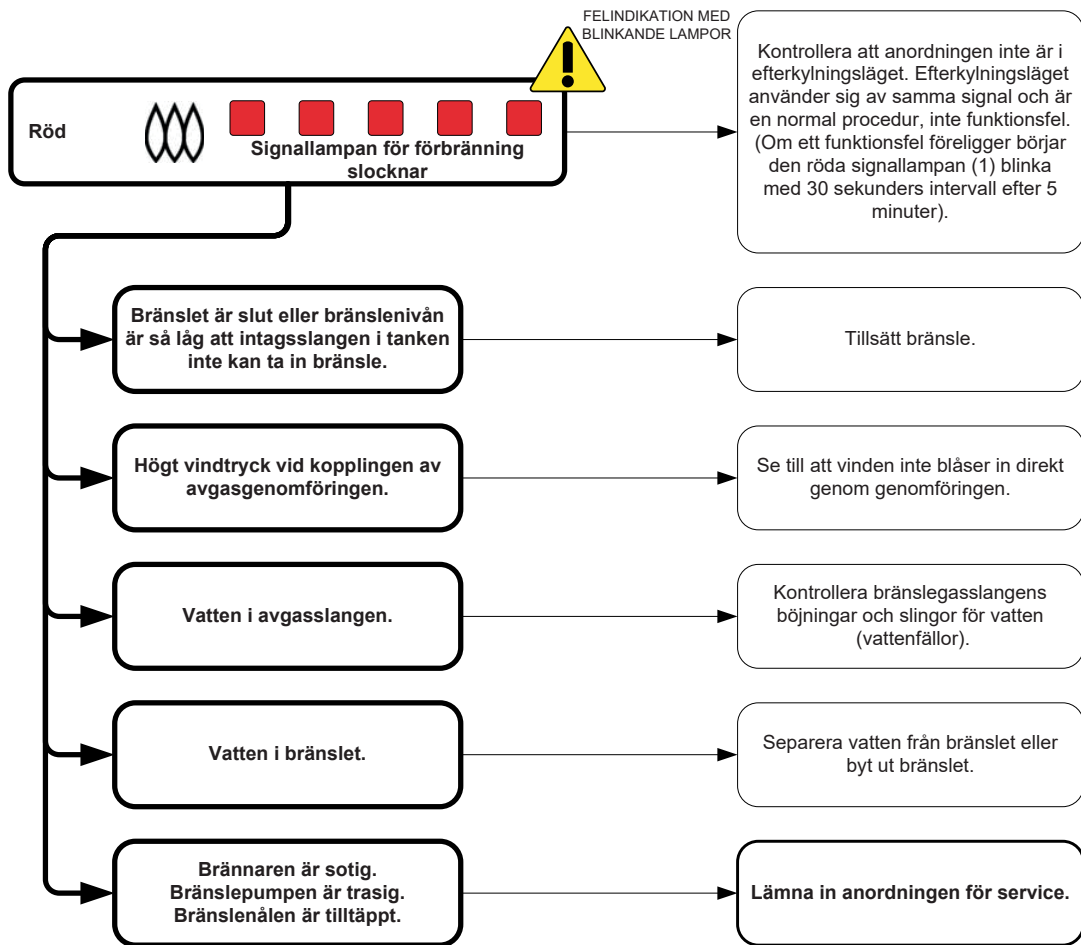 FELINDIKATION MED
BLINKANDE LAMPOR
Röd
Signallampan för förbränning
slocknar
Kontrollera att anordningen inte är i
efterkylningsläget. Efterkylningsläget
använder sig av samma signal och är
en normal procedur, inte funktionsfel.
(Om ett funktionsfel föreligger börjar
den röda signallampan (1) blinka
med 30 sekunders intervall efter 5
minuter).
Bränslet är slut eller bränslenivån
är så låg att intagsslangen i tanken
inte kan ta in bränsle.
Tillsätt bränsle.
Högt vindtryck vid kopplingen av
avgasgenomföringen.
Se till att vinden inte blåser in direkt
genom genomföringen.
Vatten i avgasslangen.
Kontrollera bränslegasslangens
böjningar och slingor för vatten
(vattenfällor).
Vatten i bränslet.
Separera vatten från bränslet eller
byt ut bränslet.
Brännaren är sotig.
Bränslepumpen är trasig.
Bränslenålen är tilltäppt.
Lämna in anordningen för service.